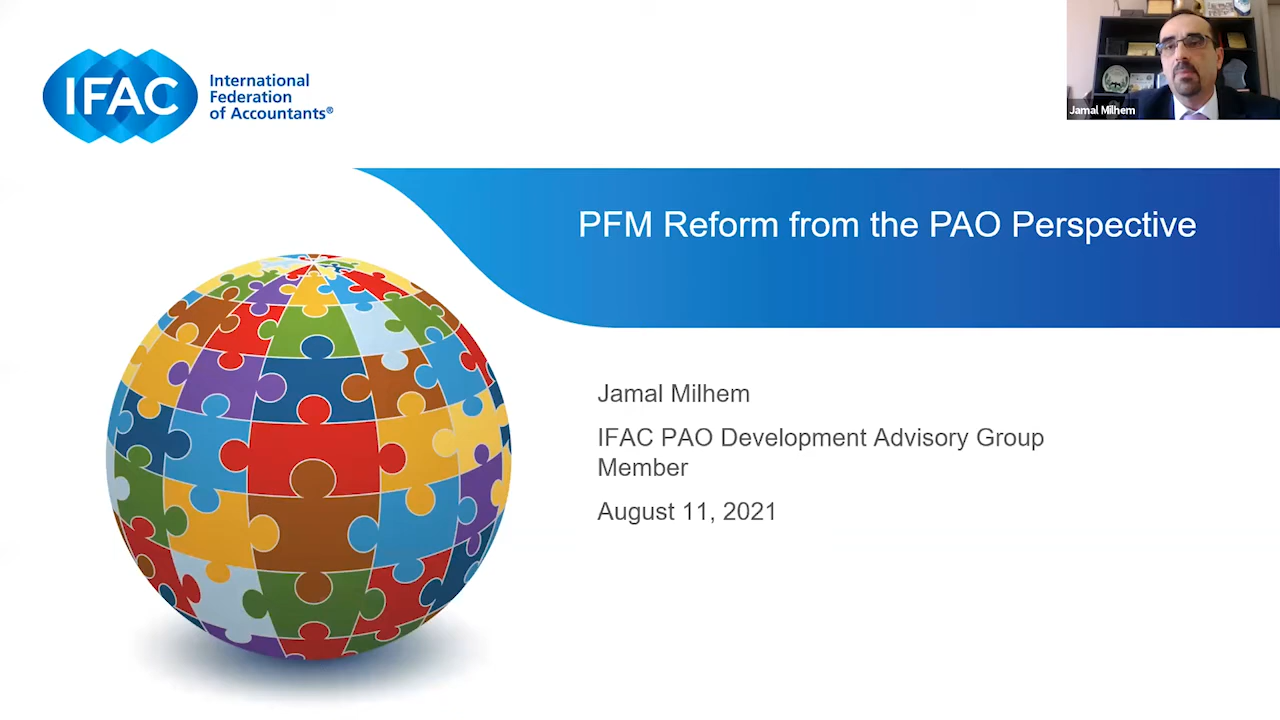 IFAC
International
Federation
of Accountants®
Jamal Milhem
PFM Reform from the PAO Perspective
Jamal Milhem
IFAC PAO Development Advisory Group
Member
August 11, 2021